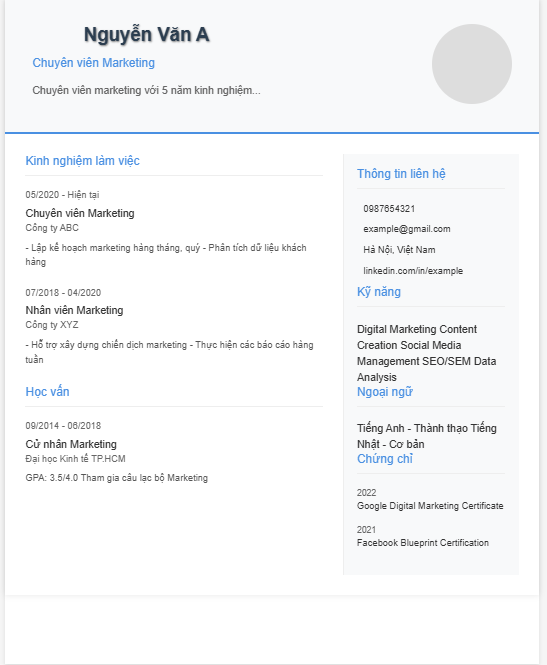 Nguyễn Văn A
Chuyên viên Marketing
Chuyên viên marketing với 5 năm kinh nghiệm...
Kinh nghiệm làm việc
05/2020 - Hiện tại
Chuyên viên Marketing
Công ty ABC
- Lập kế hoạch marketing hàng tháng, quý - Phân tích dữ liệu khách
hàng
07/2018 - 04/2020
Nhân viên Marketing
Công ty XYZ
- Hỗ trợ xây dựng chiến dịch marketing - Thực hiện các báo cáo hàng
tuần
Học vấn
09/2014 - 06/2018
Cử nhân Marketing
Đại học Kinh tế TP.HCM
GPA: 3.5/4.0 Tham gia câu lạc bộ Marketing
Thông tin liên hệ
0987654321
example@gmail.com
Hà Nội, Việt Nam
linkedin.com/in/example
Kỹ năng
Digital Marketing Content
Creation Social Media
Management SEO/SEM Data
Analysis
Ngoại ngữ
Tiếng Anh - Thành thạo Tiếng
Nhật - Cơ bản
Chứng chỉ
2022
Google Digital Marketing Certificate
2021
Facebook Blueprint Certification